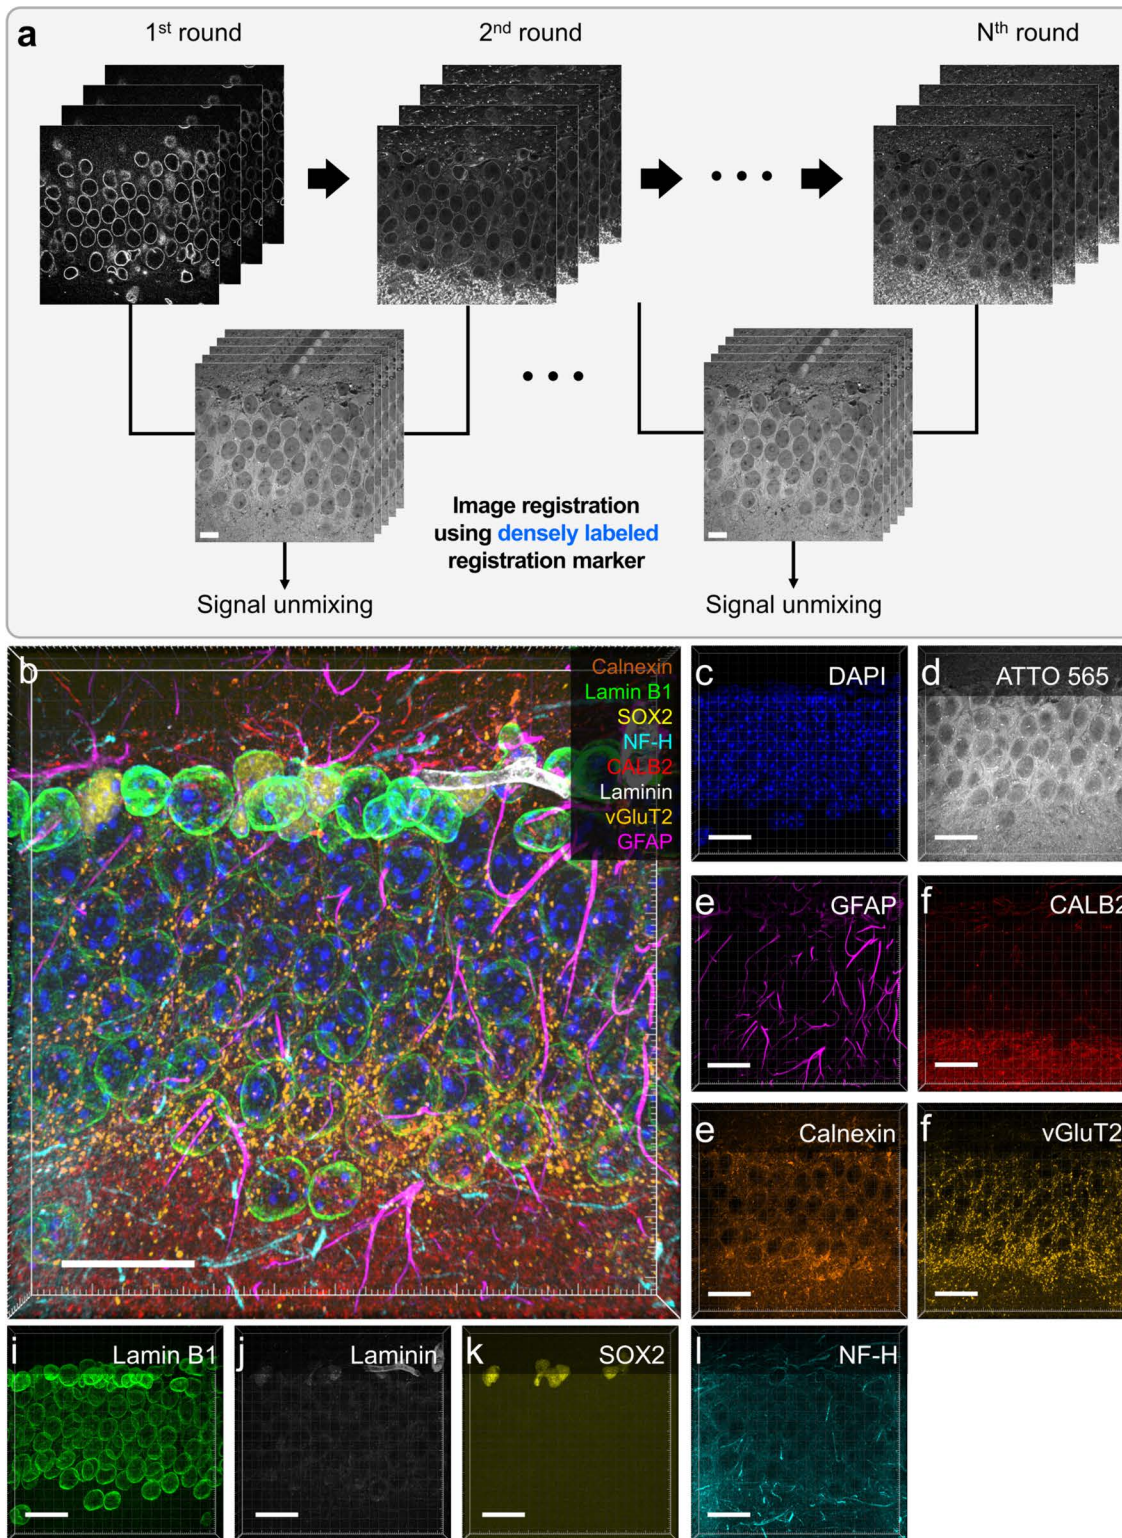 a
1st round
2nd round
Nth round
Image registration
using densely labeled
registration marker
Signal unmixing
Signal unmixing
b
Calnexin
Lamin B1
SOX2
NF-H
CALB2
Laminin
vGluT2
GFAP
c
DAPI
d
ATTO 565
e
GFAP
f
CALB2
e
Calnexin
f
vGluT2
i
Lamin B1
j
Laminin
k
SOX2
l
NF-H